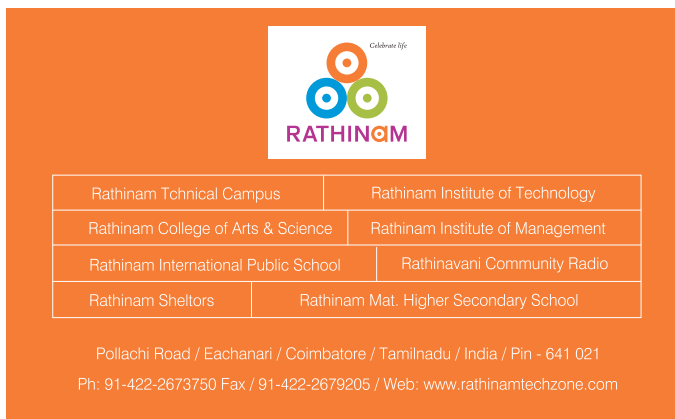 Celebrate life
RATHINAM
Rathinam Tchnical Campus
Rathinam Institute of Technology
Rathinam College of Arts & Science
Rathinam Institute of Management
Rathinam International Public School
Rathinavani Community Radio
Rathinam Sheltors
Rathinam Mat. Higher Secondary School
Pollachi Road / Eachanari / Coimbatore / Tamilnadu / India / Pin - 641 021
Ph: 91-422-2673750 Fax / 91-422-2679205 / Web: www.rathinamtechzone.com